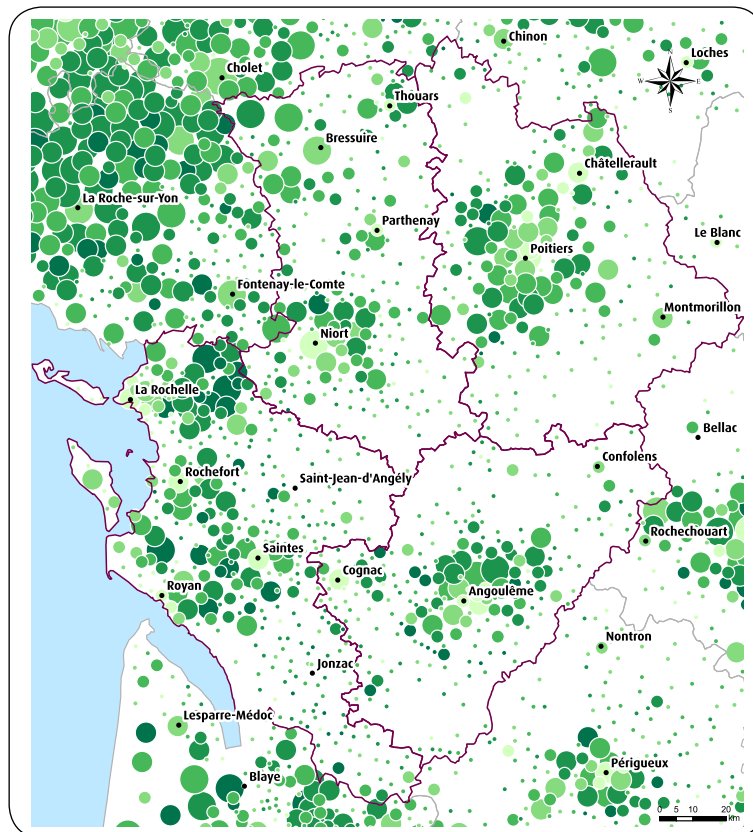 Chinon
Loches
Cholet
N
W
E
S
Thouars
Bressuire
Châtellerault
La Roche-sur-Yon
Parthenay
Le Blanc
Poitiers
Fontenay-le-Comte
Montmorillon
Niort
La Rochelle
Bellac
Confolens
Rochefort
Saint-Jean-d'Angély
Rochechouart
Saintes
Cognac
Royan
Angoulême
Nontron
Jonzac
Lesparre-Médoc
Périgueux
Blaye
0 5 10 20
km